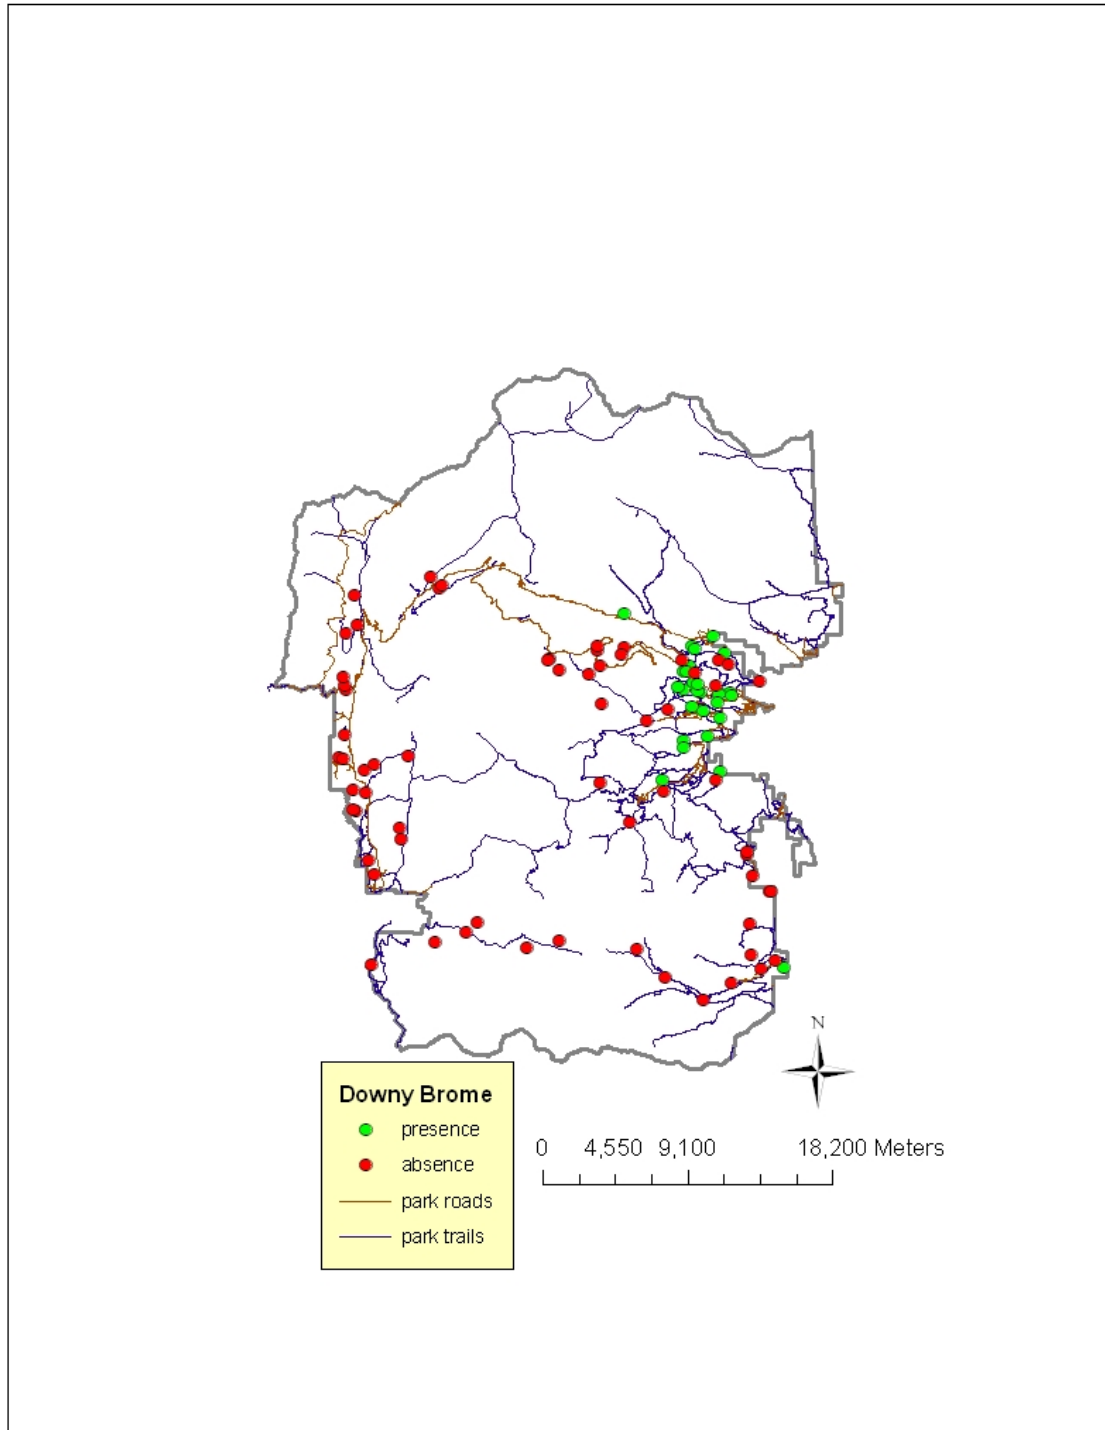 N
Downy Brome
presence
absence
park roads
park trails
0 4,550 9,100 18,200 Meters